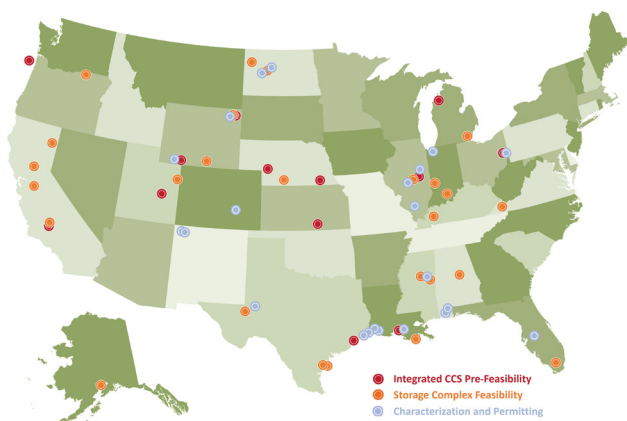 Integrated CCS Pre-Feasibility
Storage Complex Feasibility
Characterization and Permitting